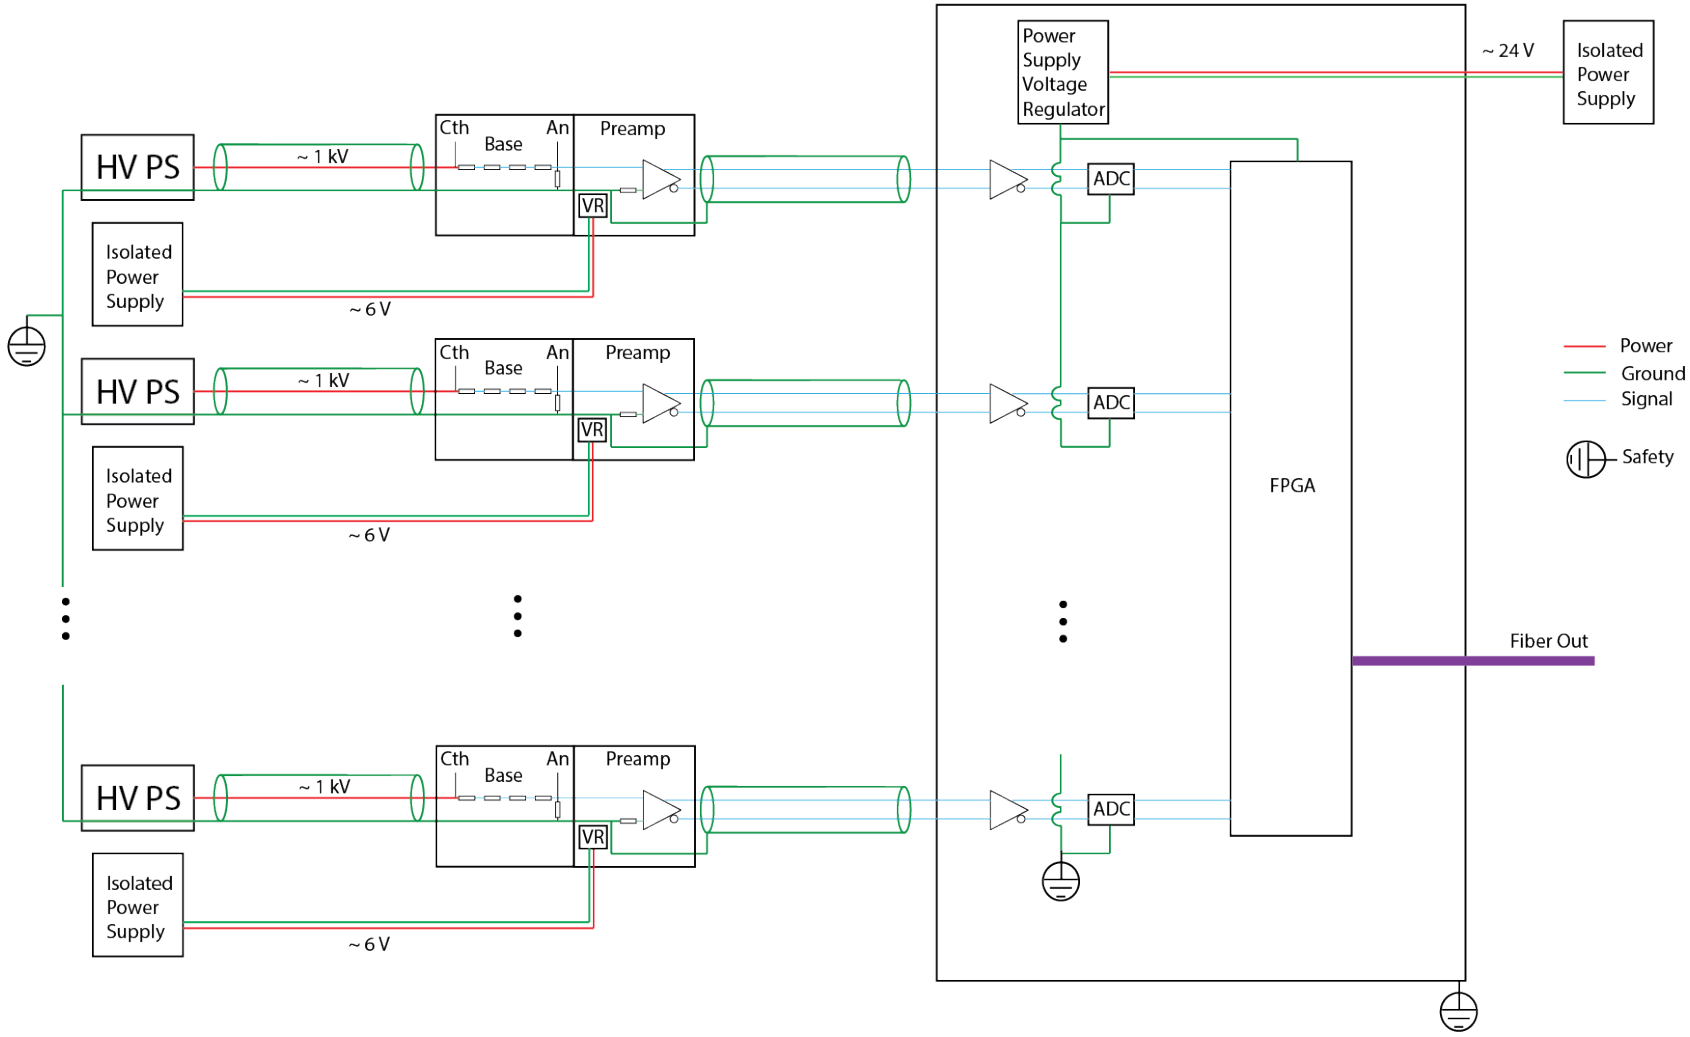 Power
Supply
Voltage
Regulator
~ 24 V
Isolated
Power
Supply
HV PS
~ 1 kV
Cth
Base
An
Preamp
VR
ADC
Isolated
Power
Supply
~ 6 V
HV PS
~ 1 kV
Cth
Base
An
Preamp
VR
ADC
Isolated
Power
Supply
~ 6 V
Power
Ground
Signal
Safety
FPGA
Fiber Out
HV PS
~ 1 kV
Cth
Base
An
Preamp
VR
ADC
Isolated
Power
Supply
~ 6 V